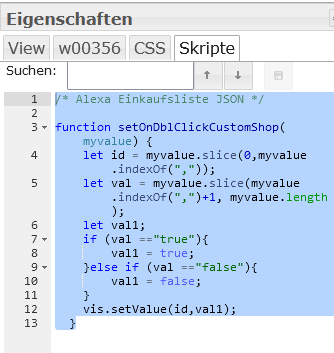 Eigenschaften
View w00356 CSS Skripte
Suchen:
1 /* Alexa Einkaufsliste JSON */
2
3 function setOnDblClickCustomShop(
myvalue) {
4 let id = myvalue.slice(0,myvalue
.indexOf(","));
5 let val = myvalue.slice(myvalue
.indexOf(",")+1, myvalue.length
);
6 let val1;
7 if (val =="true"){
8 val1 = true;
9 }else if (val =="false"){
10 val1 = false;
11 }
12 vis.setValue(id,val1);
13 }